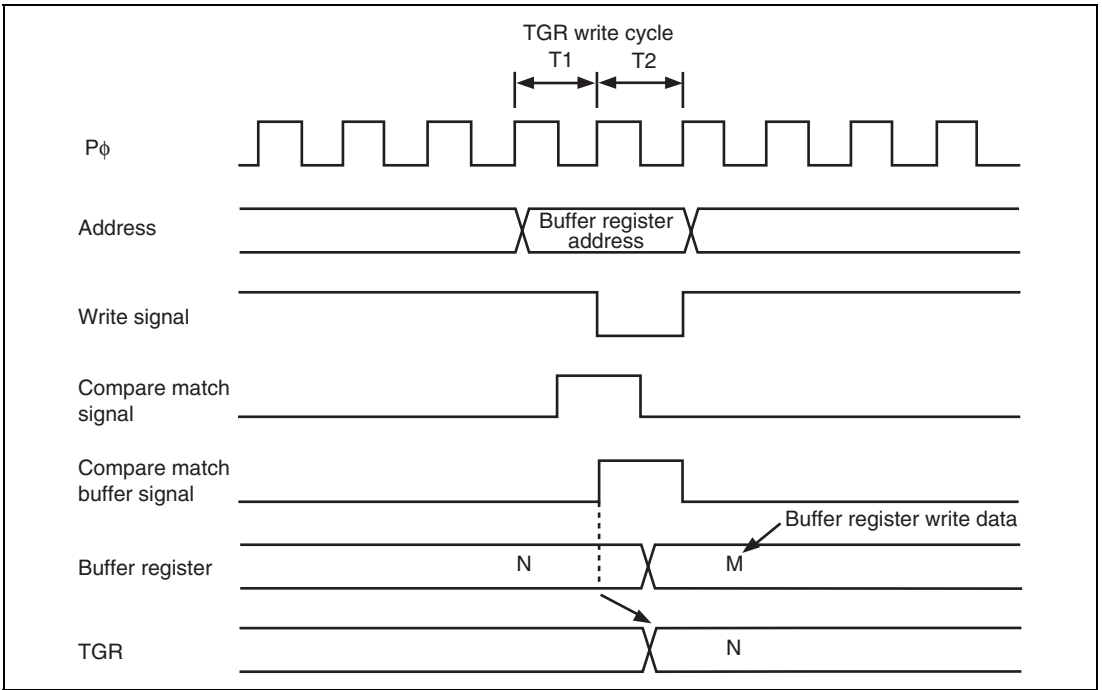 TGR write cycle
T1 T2
Pϕ
Address
Buffer register
address
Write signal
Compare match
signal
Compare match
buffer signal
Buffer register write data
Buffer register
N M
TGR
N